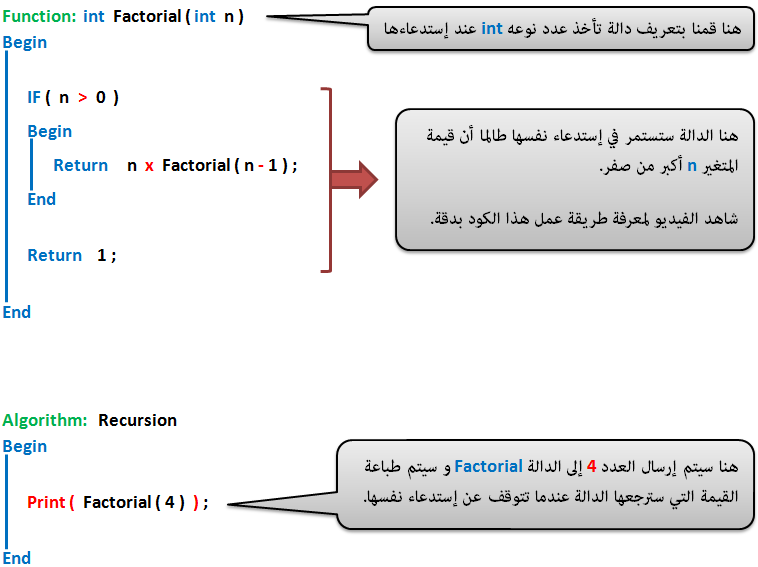 Function: int Factorial ( int n )
هنا قمنا بتعريف دالة تأخذ عدد نوعه int عند إستدعاءها
Begin
IF ( n > 0 )
Begin
Return n x Factorial ( n - 1 ) ;
End
Return 1 ;
End
هنا الدالة ستستمر في إستدعاء نفسها طالما أن قيمة
المتغير n أكبر من صفر.
شاهد الفيديو لمعرفة طريقة عمل هذا الكود بدقة.
Algorithm: Recursion
Begin
Print ( Factorial ( 4 ) ) ;
End
هنا سيتم إرسال العدد 4 إلى الدالة Factorial و سيتم طباعة
القيمة التي سترجعها الدالة عندما تتوقف عن إستدعاء نفسها.